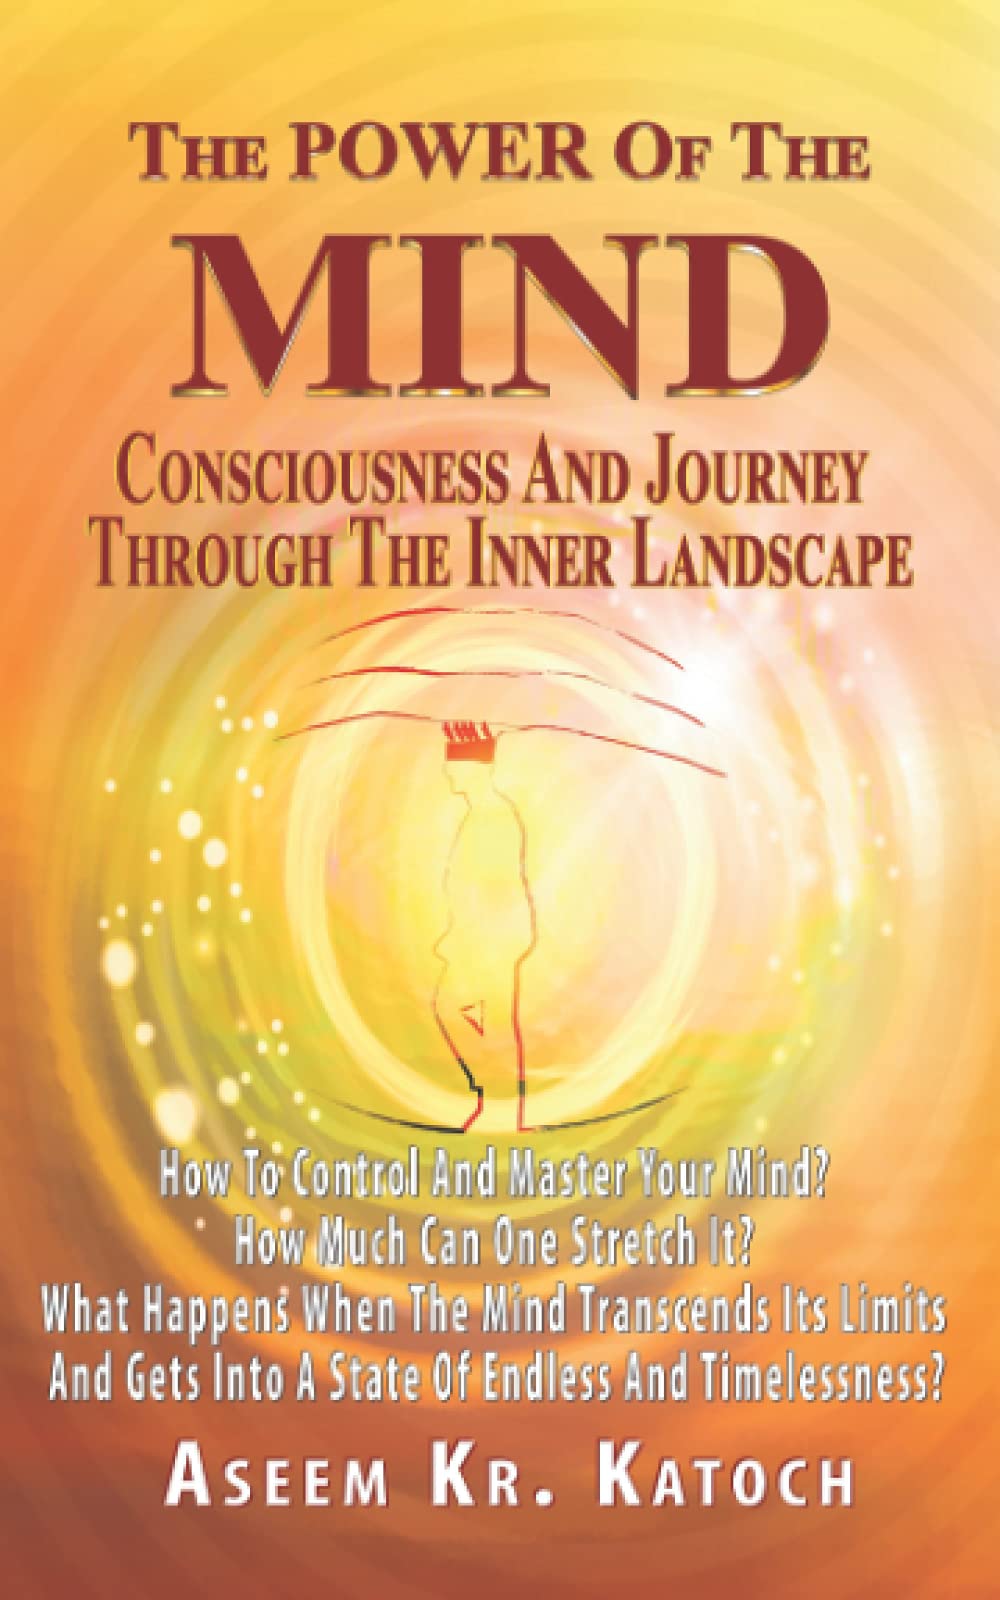 The POWER Of The
MIND
Consciousness And Journey
Through The Inner Landscape
How To Control And Master Your Mind?
How Much Can One Stretch It?
What Happens When The Mind Transcends Its Limits
And Gets Into A State Of Endless And Timelessness?
Aseem Kr. Katoch